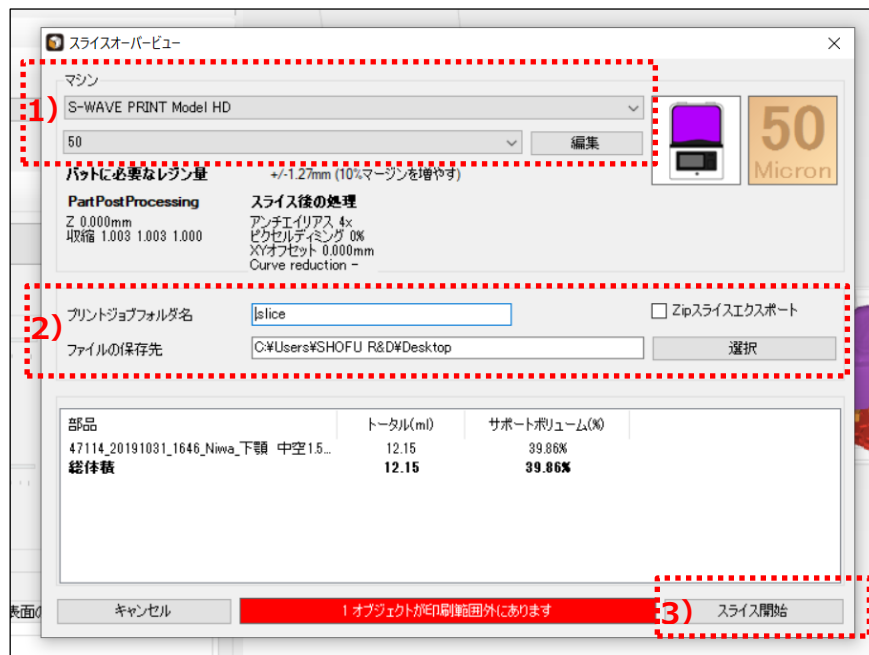 スライスオーバービュー
マシン
1)
S-WAVE PRINT Model HD
50
編集
50
Micron
バットに必要なレジン量 +/-1.27mm (10%マージンを増やす)
Part Post Processing スライス後の処理
Z 0.000mm アンチエイリアス 4x
収縮 1.003 1.003 1.000 ピクセルディミング 0%
XYオフセット 0.000mm
Curve reduction -
2)
プリントジョブフォルダ名 .slice Zipスライスエクスポート
ファイルの保存先 C:¥Users¥SHOFU R&D¥Desktop 選択
部品 トータル(ml) サポートボリューム(%)
47114_20191031_1646_Niwa_下顎 中空1.5... 12.15 39.86%
総体積 12.15 39.86%
表面の
キャンセル 1 オブジェクトが印刷範囲外にあります 3) スライス開始